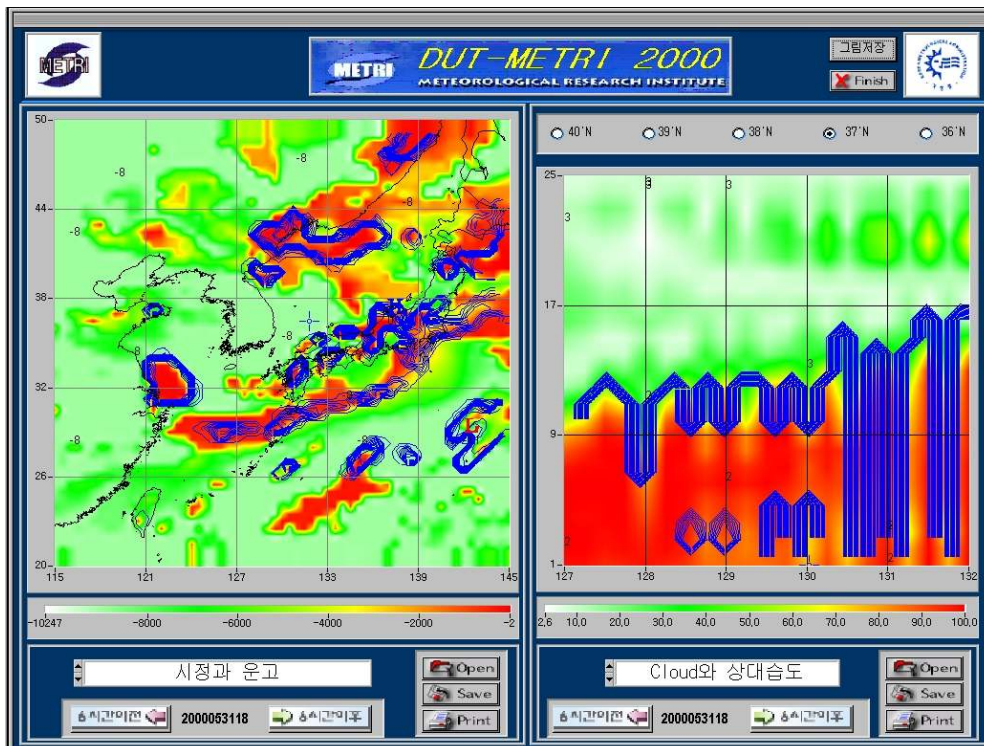 METRI
METRI DUT-METRI 2000
METEOROLOGICAL RESEARCH INSTITUTE
그림저장
Finish
50
44
38
32
26
20
115 121 127 133 139 145
-8
-8
-8
-8
8
-8
-8
H
L
F
-10247 -8000 -6000 -4000 -2000 -2
시정과 운고
Open
Save
Print
6시간이전 2000053118 6시간이후
40'N 39'N 38'N 37'N 36'N
25
17
9
1
127 128 129 130 131 132
3
3
3
3
2
2
2
2,6 10,0 20,0 30,0 40,0 50,0 60,0 70,0 80,0 90,0 100,0
Cloud와 상대습도
Open
Save
Print
6시간이전 2000053118 6시간이후